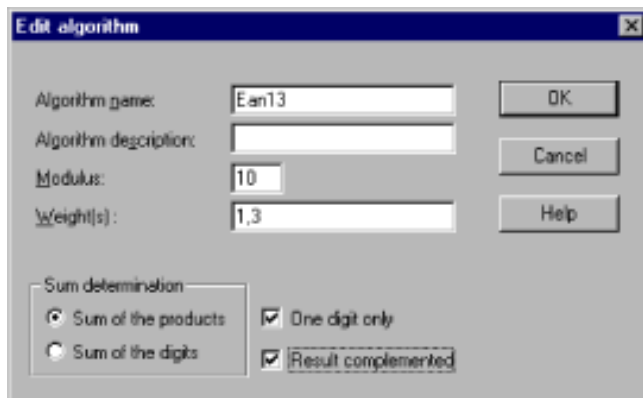 Edit algorithm
Algorithm name: Ean13 OK
Algorithm description:
Cancel
Modulus: 10
Weight(s) : 1,3 Help
Sum determination
Sum of the products One digit only
Sum of the digits Result complemented